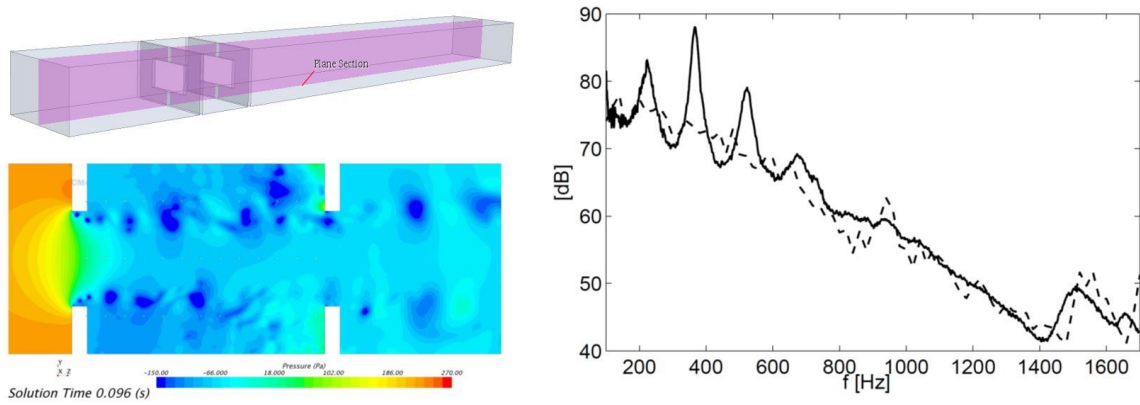 Plane Section
y
x z
Pressure (Pa)
-150.00 -66.000 18.000 102.00 186.00 270.00
Solution Time 0.096 (s)
90
80
70
60
50
40
[dB]
200 400 600 800 1000 1200 1400 1600
f [Hz]